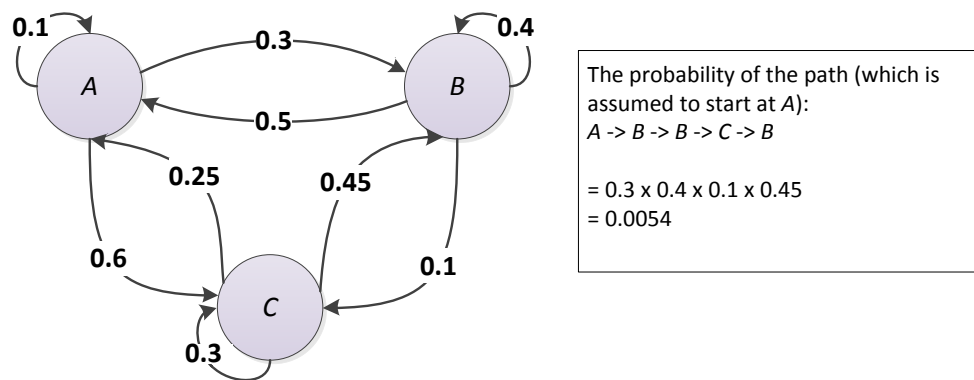 0.1
0.3
0.4
A
B
0.5
0.25
0.45
0.6
0.1
C
0.3
The probability of the path (which is
assumed to start at A):
A -> B -> B -> C -> B
= 0.3 x 0.4 x 0.1 x 0.45
= 0.0054